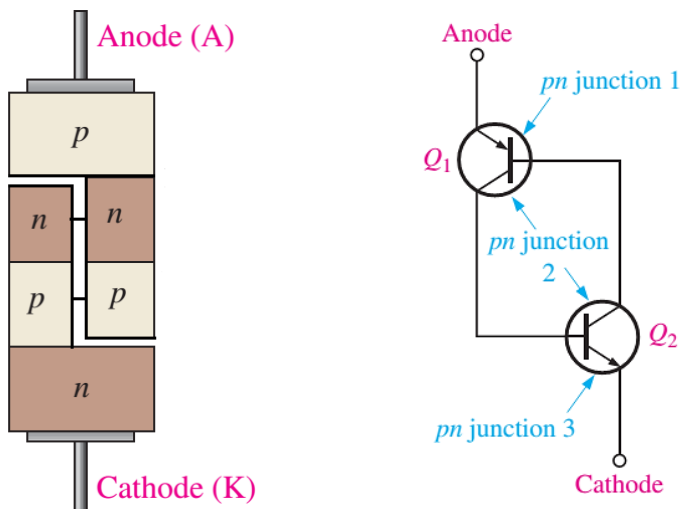 Anode (A)
p
n
n
p
p
n
Cathode (K)
Anode
pn junction 1
Q1
pn junction
2
Q2
pn junction 3
Cathode